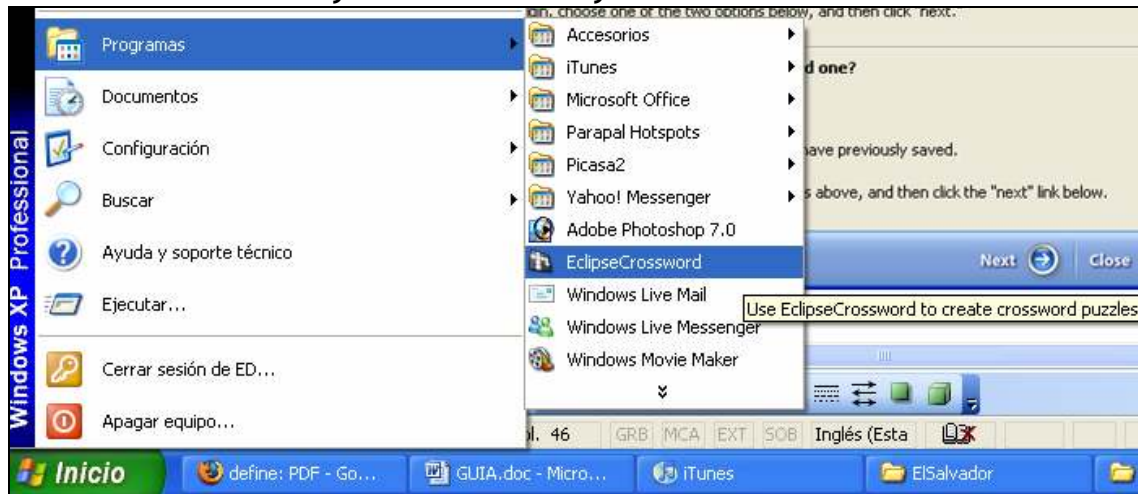 in, choose one of the two options below, and then click "next."
Programas
Documentos
Configuración
Buscar
Ayuda y soporte técnico
Ejecutar...
Cerrar sesión de ED...
Apagar equipo...
Windows XP Professional
Accesorios
iTunes
Microsoft Office
Parapal Hotspots
Picasa2
Yahoo! Messenger
Adobe Photoshop 7.0
EclipseCrossword
Windows Live Mail
Windows Live Messenger
Windows Movie Maker
d one?
have previously saved.
s above, and then click the "next" link below.
Next Close
Use EclipseCrossword to create crossword puzzles
ol. 46 GRB MCA EXT SOB Inglés (Esta
Inicio define: PDF - Go... GUIA.doc - Micro... iTunes ElSalvador